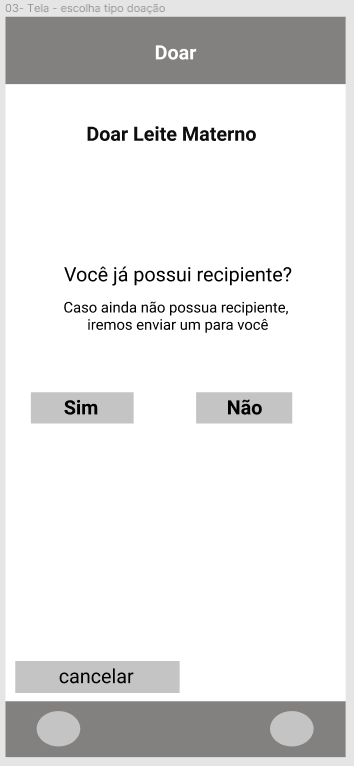 03- Tela - escolha tipo doação
Doar
Doar Leite Materno
Você já possui recipiente?
Caso ainda não possua recipiente,
iremos enviar um para você
Sim
Não
cancelar